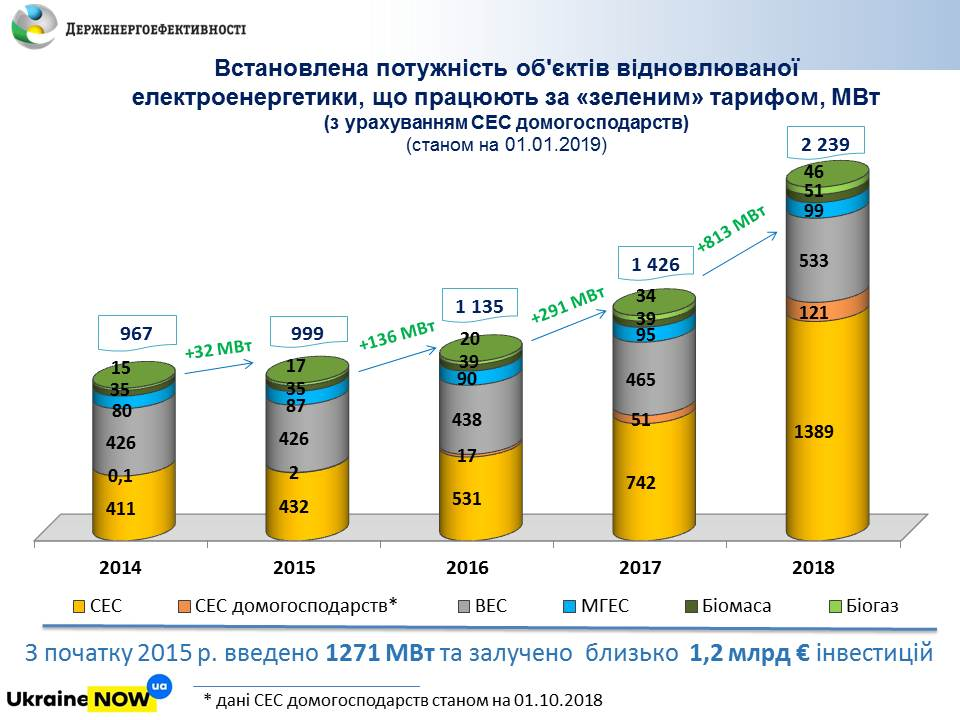 ДЕРЖЕНЕРГОЕФЕКТИВНОСТІ
Встановлена потужність об'єктів відновлюваної
електроенергетики, що працюють за «зеленим» тарифом, МВт
(з урахуванням СЕС домогосподарств)
(станом на 01.01.2019)
967
999
1 135
1 426
2 239
+32 МВт
+136 МВт
+291 МВт
+813 МВт
15
35
80
426
0,1
411
17
35
87
426
2
432
20
39
90
438
17
531
34
39
95
465
51
742
46
51
99
533
121
1389
2014 2015 2016 2017 2018
СЕС СЕС домогосподарств* ВЕС МГЕС Біомаса Біогаз
З початку 2015 р. введено 1271 МВт та залучено близько 1,2 млрд € інвестицій
Ukraine NOW ua
* дані СЕС домогосподарств станом на 01.10.2018